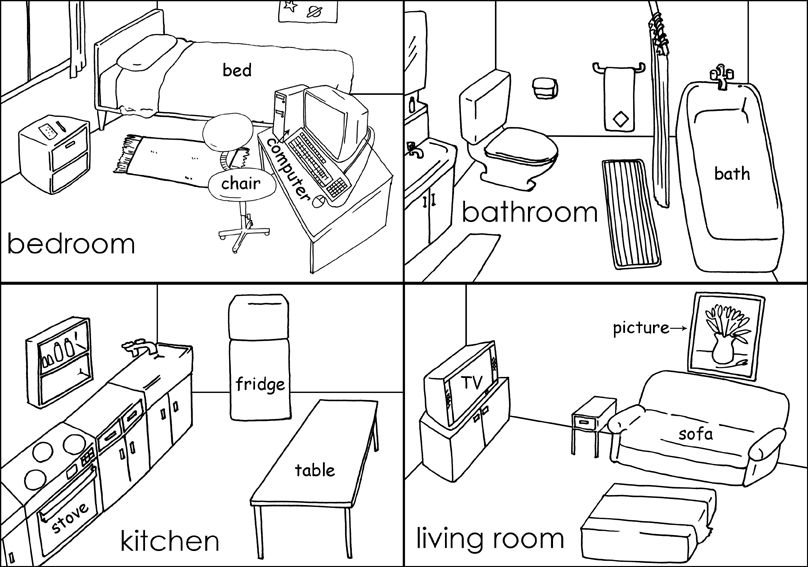 bed
computer
chair
bedroom
bath
bathroom
fridge
table
stove
kitchen
picture
TV
sofa
living room